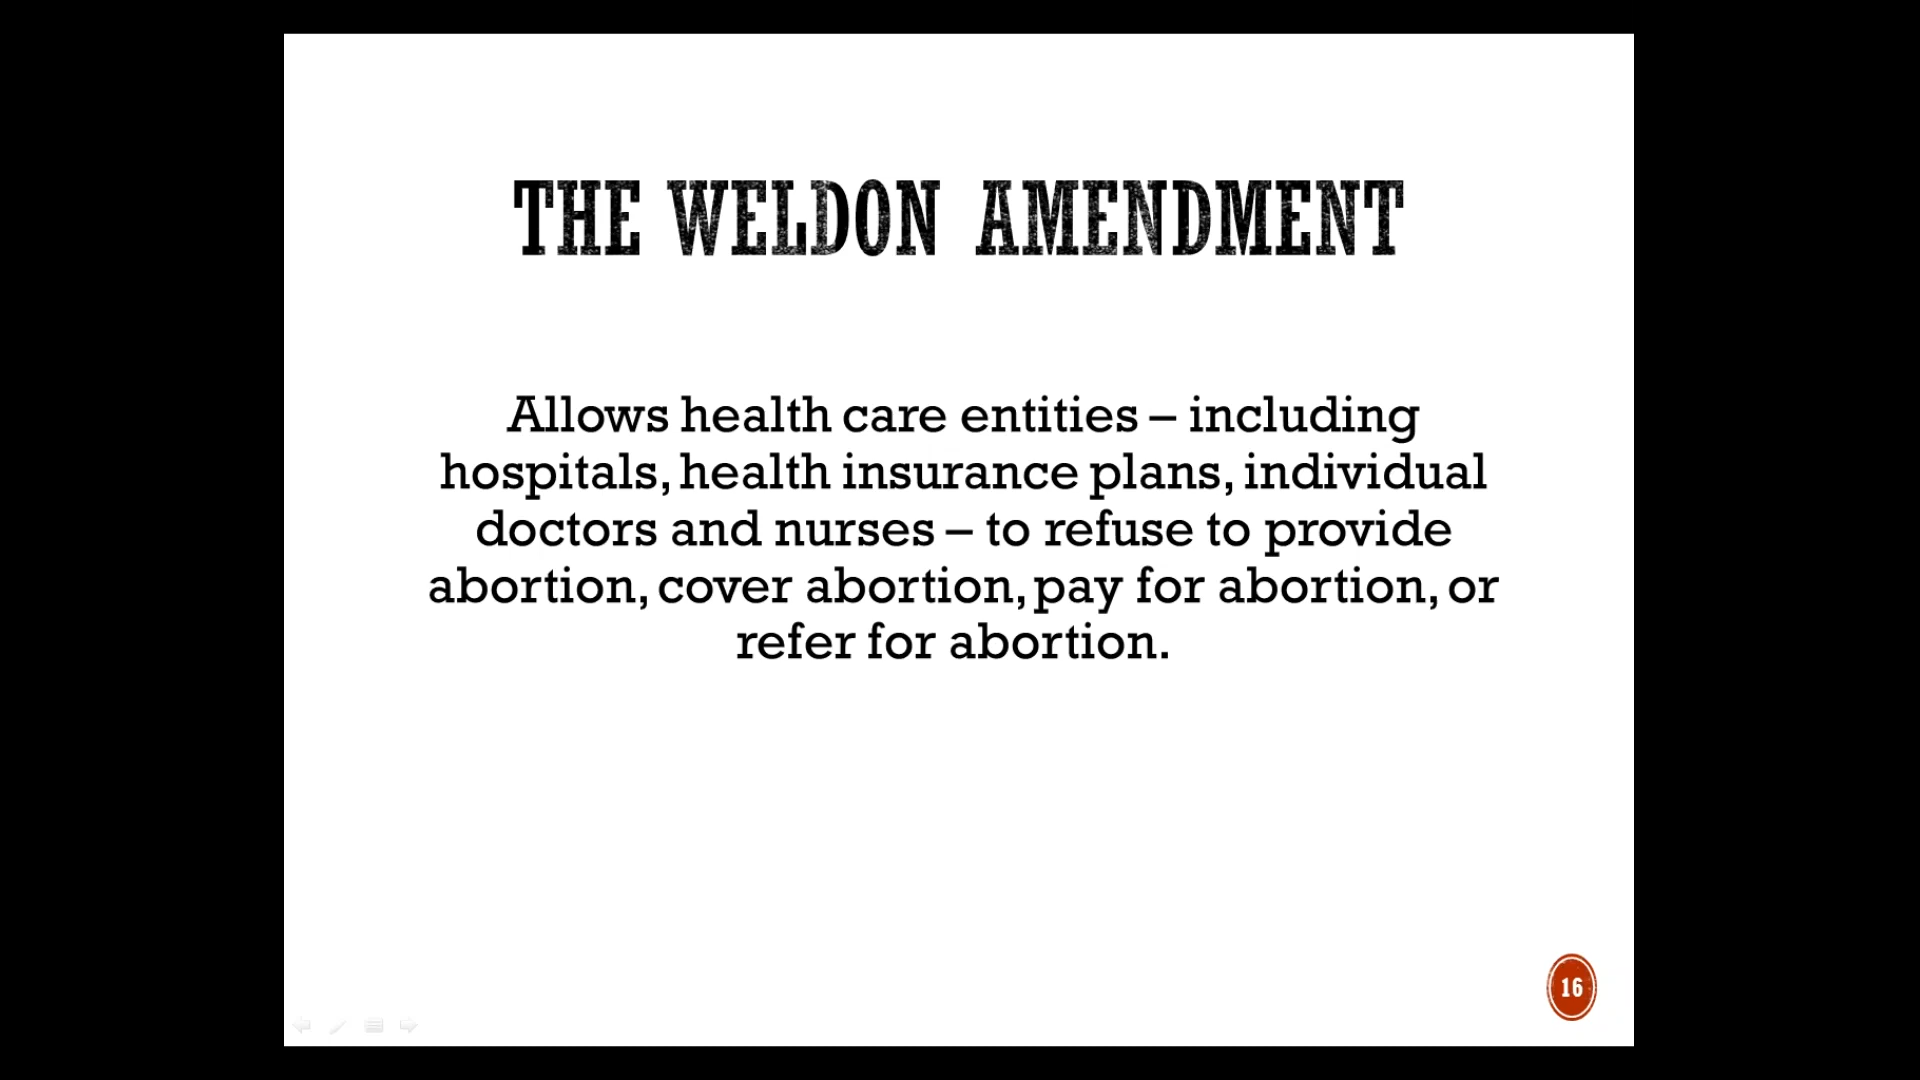 THE WELDON AMENDMENT
Allows health care entities – including
hospitals, health insurance plans, individual
doctors and nurses – to refuse to provide
abortion, cover abortion, pay for abortion, or
refer for abortion.
16